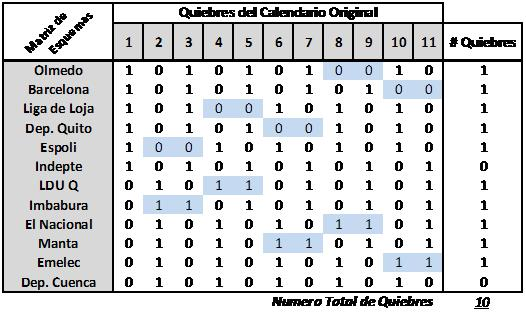 Matriz de Esquemas Quiebres del Calendario Original
1 2 3 4 5 6 7 8 9 10 11 # Quiebres
Olmedo 1 0 1 0 1 0 1 0 0 1 0 1
Barcelona 1 0 1 0 1 0 1 0 1 0 0 1
Liga de Loja 1 0 1 0 0 1 0 1 0 1 0 1
Dep. Quito 1 0 1 0 1 0 0 1 0 1 0 1
Espoli 1 0 0 1 0 1 0 1 0 1 0 1
Indepte 1 0 1 0 1 0 1 0 1 0 1 0
LDU Q 0 1 0 1 1 0 1 0 1 0 1 1
Imbabura 0 1 1 0 1 0 1 0 1 0 1 1
El Nacional 0 1 0 1 0 1 0 1 1 0 1 1
Manta 0 1 0 1 0 1 1 0 1 0 1 1
Emelec 0 1 0 1 0 1 0 1 0 1 1 1
Dep. Cuenca 0 1 0 1 0 1 0 1 0 1 0 0
Numero Total de Quiebres 10